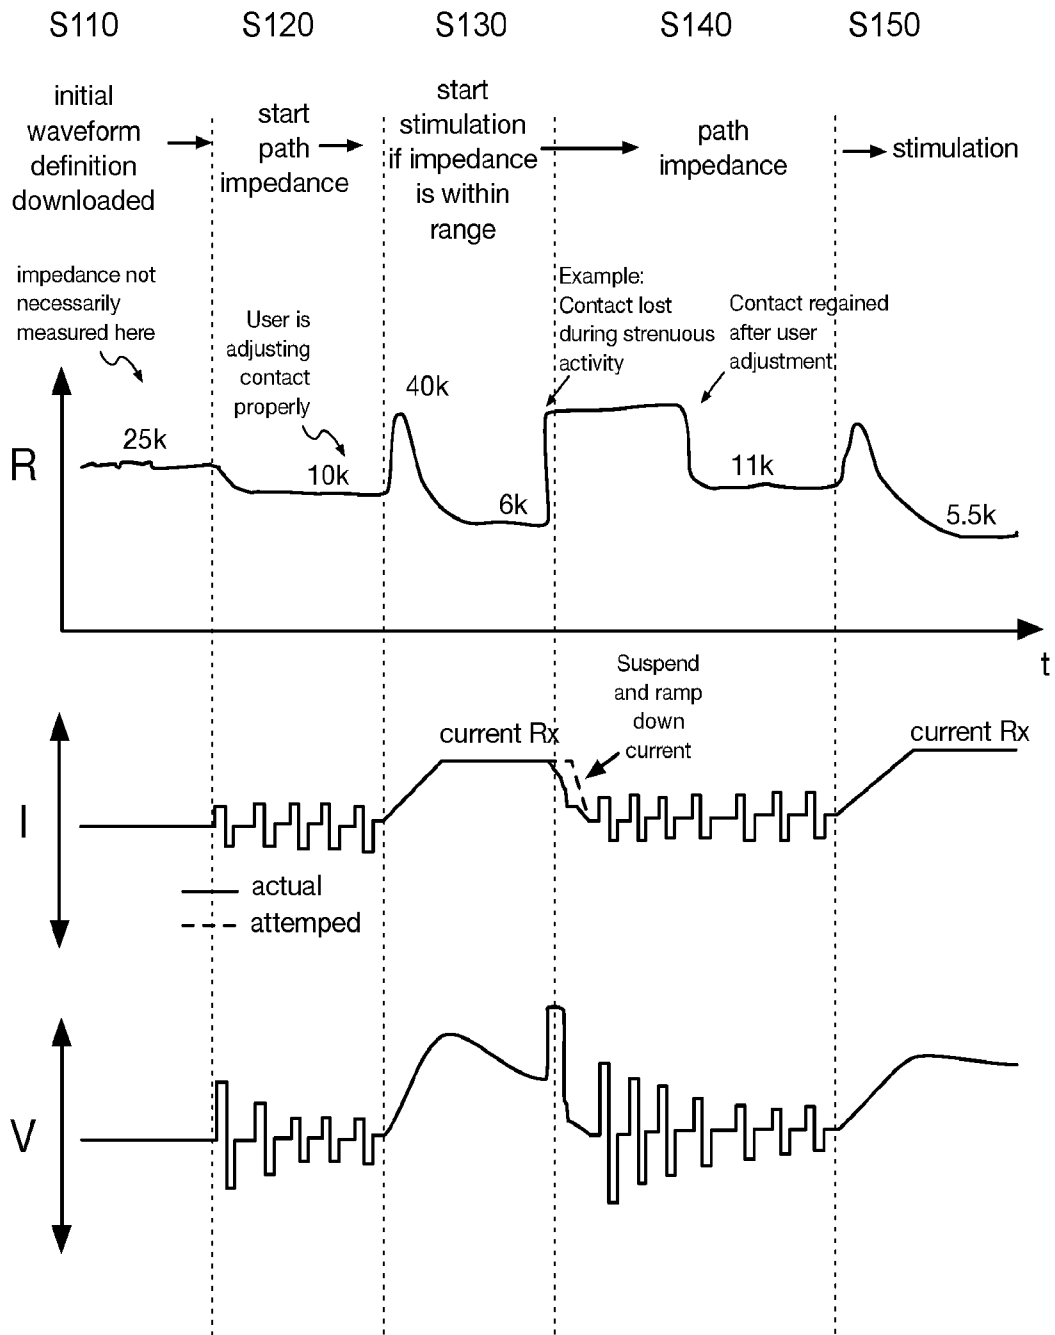 S110
S120
S130
S140
S150
initial
waveform
definition
downloaded
start
path
impedance
start
stimulation
if impedance
is within
range
path
impedance
stimulation
impedance not
necessarily
measured here
User is
adjusting
contact
properly
Example:
Contact lost
during strenuous
activity
Contact regained
after user
adjustment
R
25k
10k
40k
6k
11k
5.5k
t
Suspend
and ramp
down
current
current Rx
current Rx
I
actual
attemped
V